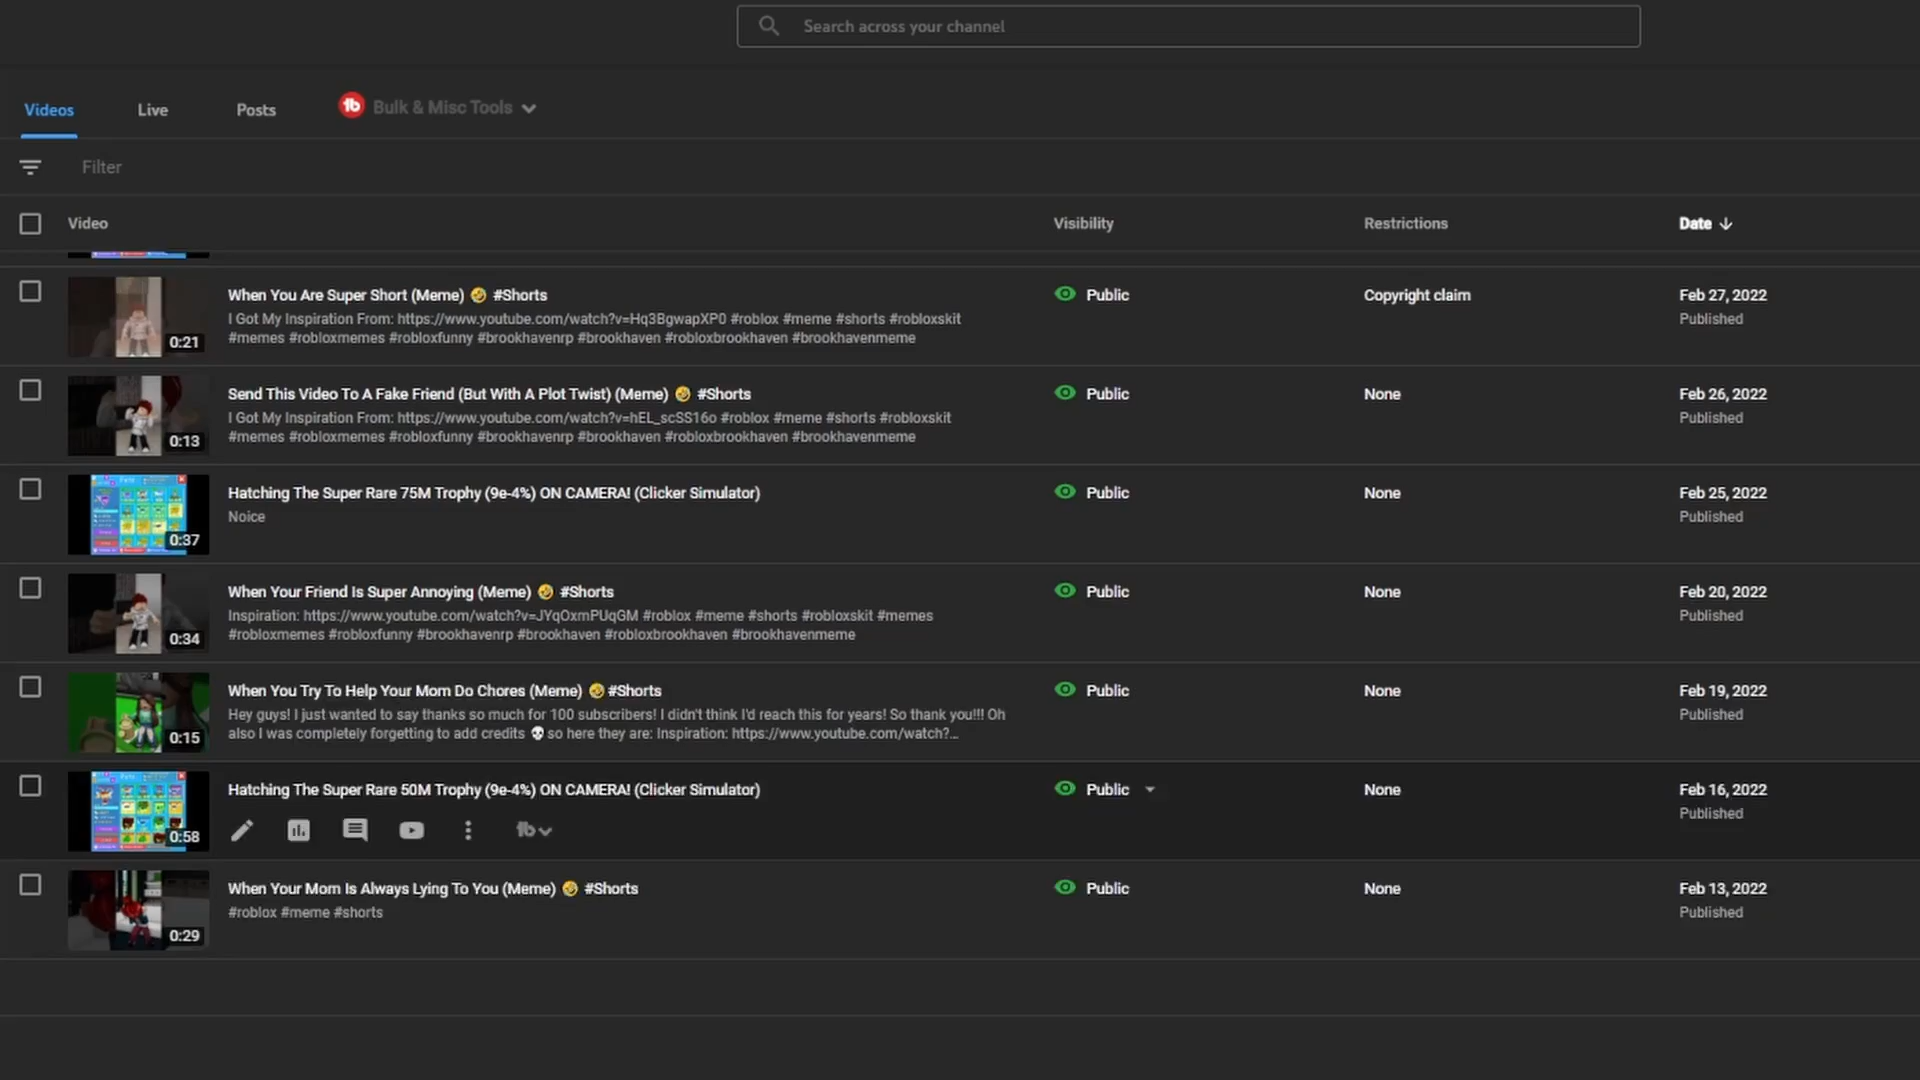 Search across your channel
Videos
Live
Posts
Bulk & Misc Tools
Filter
Video
Visibility
Restrictions
Date
When You Are Super Short (Meme) 🤣 #Shorts
I Got My Inspiration From: https://www.youtube.com/watch?v=Hq3BgwapXP0 #roblox #meme #shorts #robloxskit
#memes #robloxmemes #robloxfunny #brookhavenrp #brookhaven #robloxbrookhaven #brookhavenmeme
0:21
Public
Copyright claim
Feb 27, 2022
Published
Send This Video To A Fake Friend (But With A Plot Twist) (Meme) 🤣 #Shorts
I Got My Inspiration From: https://www.youtube.com/watch?v=hEL_scSS16o #roblox #meme #shorts #robloxskit
#memes #robloxmemes #robloxfunny #brookhavenrp #brookhaven #robloxbrookhaven #brookhavenmeme
0:13
Public
None
Feb 26, 2022
Published
Hatching The Super Rare 75M Trophy (9e-4%) ON CAMERA! (Clicker Simulator)
Noice
0:37
Public
None
Feb 25, 2022
Published
When Your Friend Is Super Annoying (Meme) 🤣 #Shorts
Inspiration: https://www.youtube.com/watch?v=JYqOxmPUqGM #roblox #meme #shorts #robloxskit #memes
#robloxmemes #robloxfunny #brookhavenrp #brookhaven #robloxbrookhaven #brookhavenmeme
0:34
Public
None
Feb 20, 2022
Published
When You Try To Help Your Mom Do Chores (Meme) 🤣#Shorts
Hey guys! I just wanted to say thanks so much for 100 subscribers! I didn't think I'd reach this for years! So thank you!!! Oh
also I was completely forgetting to add credits 💀so here they are: Inspiration: https://www.youtube.com/watch?...
0:15
Public
None
Feb 19, 2022
Published
Hatching The Super Rare 50M Trophy (9e-4%) ON CAMERA! (Clicker Simulator)
0:58
Public
None
Feb 16, 2022
Published
When Your Mom Is Always Lying To You (Meme) 🤣 #Shorts
#roblox #meme #shorts
0:29
Public
None
Feb 13, 2022
Published